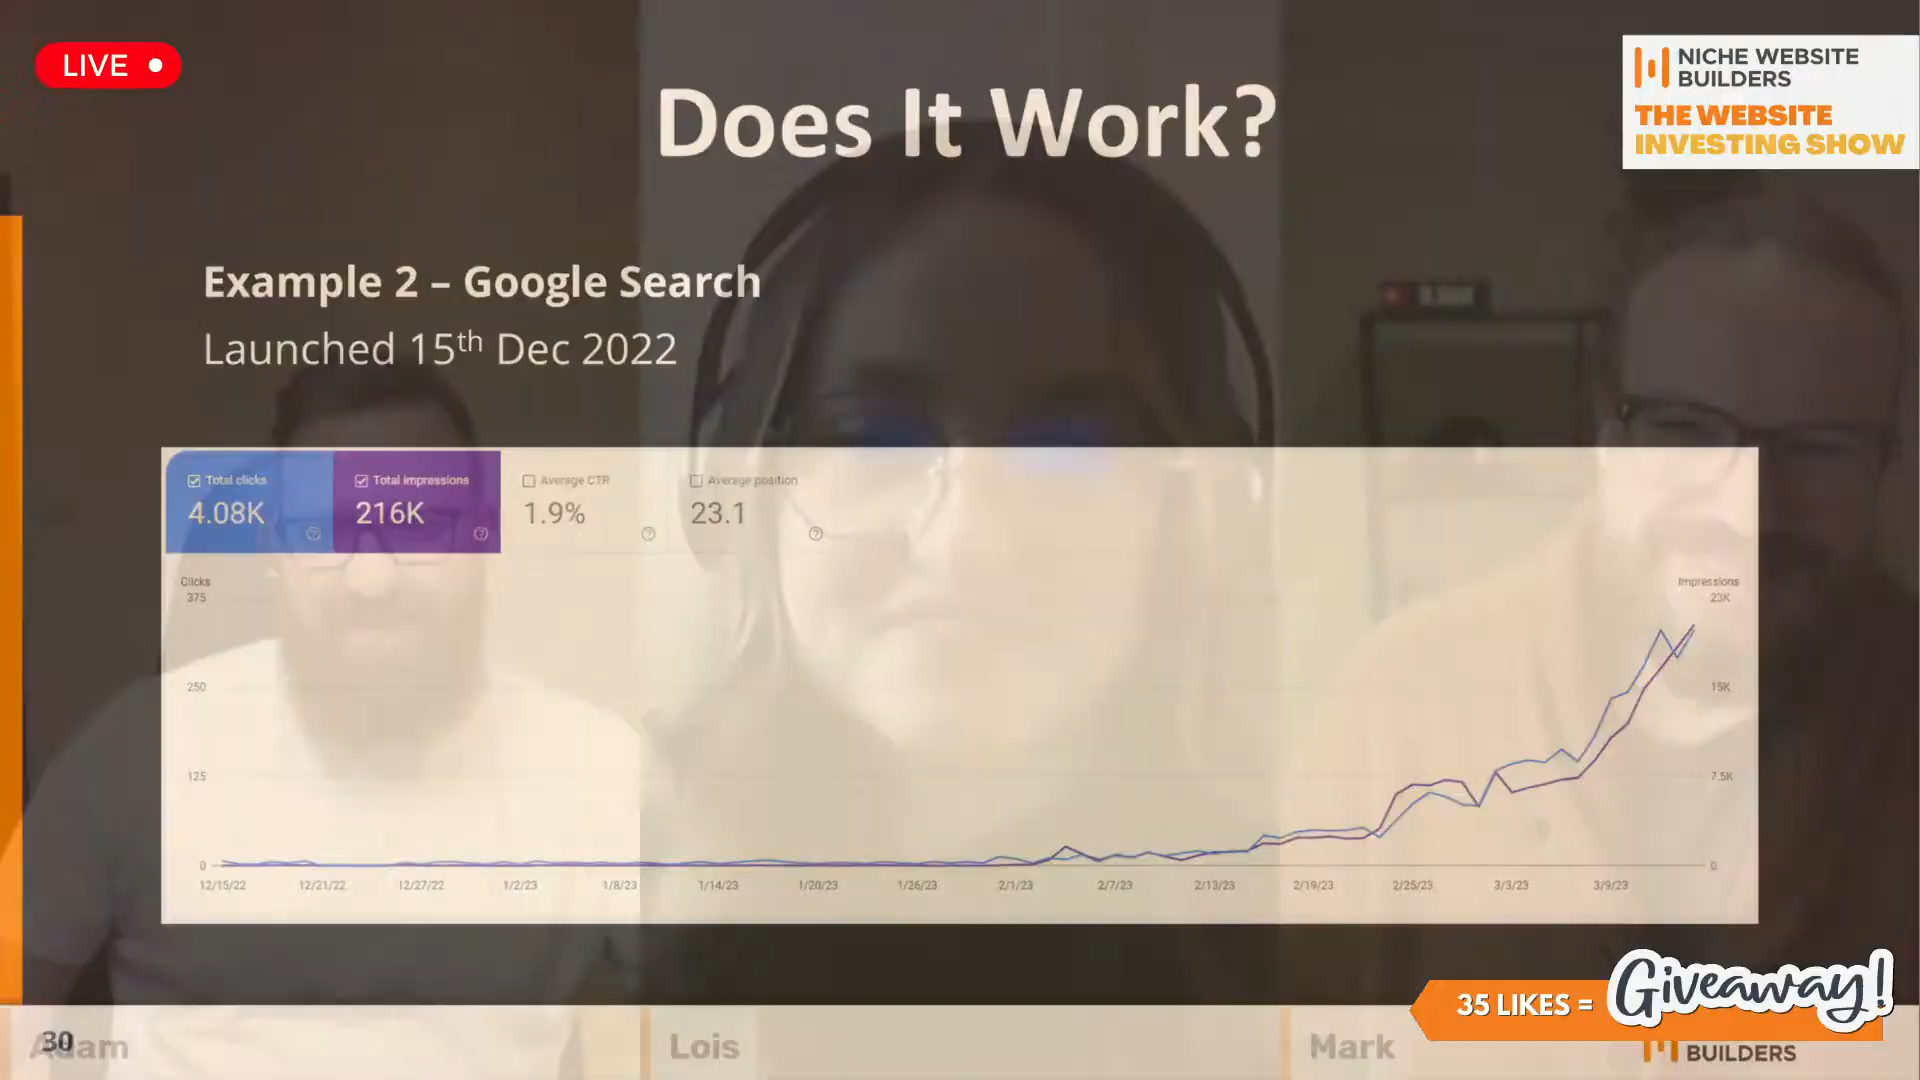 LIVE
NICHE WEBSITE
BUILDERS
THE WEBSITE
INVESTING SHOW
Does It Work?
Example 2 – Google Search
Launched 15th Dec 2022
Total clicks
4.08K
Total impressions
216K
Average CTR
1.9%
Average position
23.1
Clicks
375
250
125
0
Impressions
23K
15K
7.5K
0
12/15/22 12/21/22 12/27/22 1/2/23 1/8/23 1/14/23 1/20/23 1/26/23 2/1/23 2/7/23 2/13/23 2/19/23 2/25/23 3/3/23 3/9/23
35 LIKES = Giveaway!
30
Adam
Lois
Mark
BUILDERS